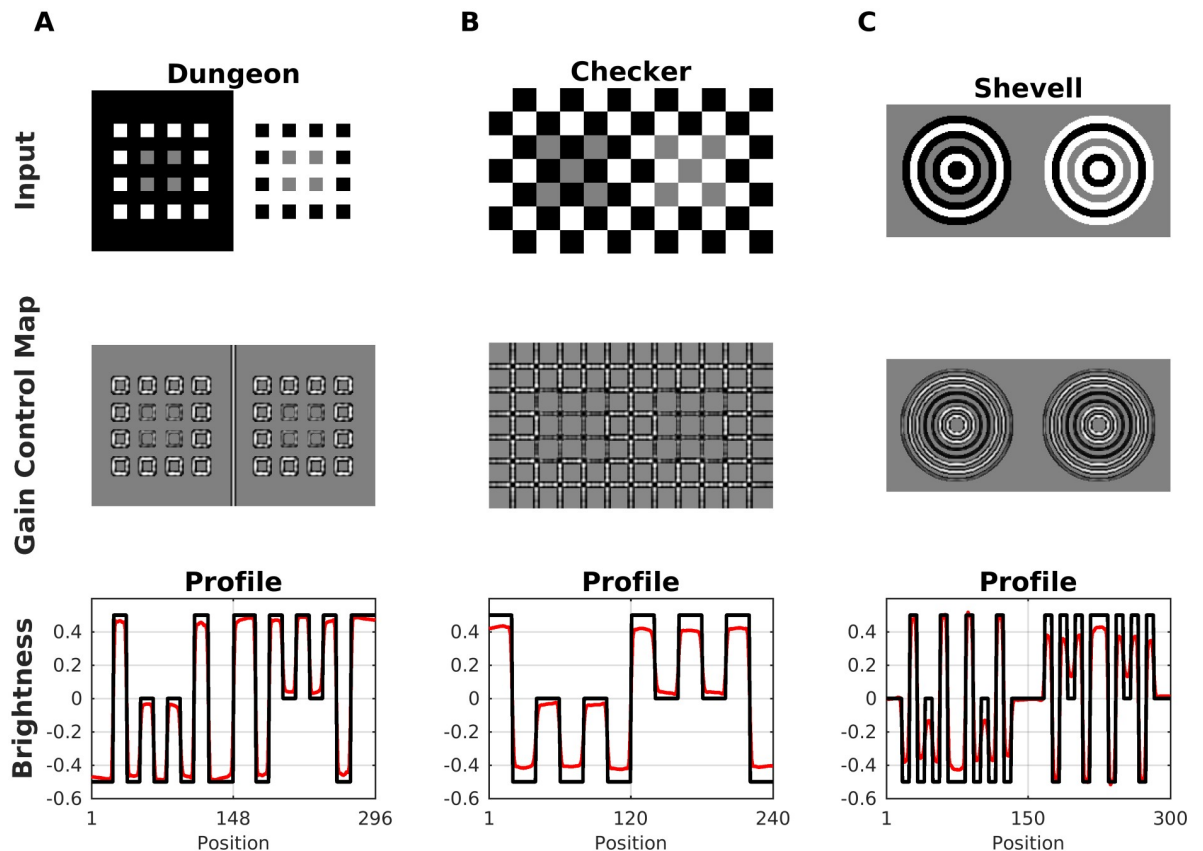 A
B
C
Dungeon
Checker
Shevell
Input
Gain Control Map
Profile
Profile
Profile
Brightness
0.4
0.2
0
-0.2
-0.4
-0.6
1
148
296
Position
0.4
0.2
0
-0.2
-0.4
-0.6
1
120
240
Position
0.4
0.2
0
-0.2
-0.4
-0.6
1
150
300
Position